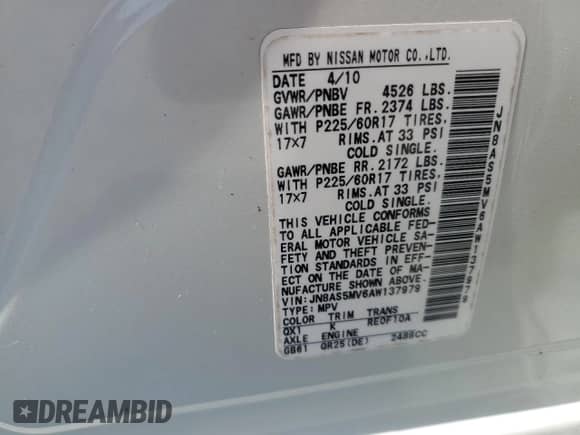 MFD BY NISSAN MOTOR CO.,LTD.
DATE 4/10
GVWR/PNBV 4526 LBS.
GAWR/PNBE FR. 2374 LBS.
WITH P225/60R17 TIRES,
17X7 RIMS.AT 33 PSI
COLD SINGLE.
GAWR/PNBE RR. 2172 LBS.
WITH P225/60R17 TIRES,
17X7 RIMS.AT 33 PSI
COLD SINGLE.
THIS VEHICLE CONFORMS
TO ALL APPLICABLE FED-
ERAL MOTOR VEHICLE SA-
FETY AND THEFT PREVENTION
STANDARDS IN EFF-
ECT ON THE DATE OF MA-
NUFACTURE SHOWN ABOVE.
VIN: JN8AS5MV6AW137979
TYPE: MPV
COLOR TRIM TRANS
QX1 K RE0F10A
AXLE ENGINE
GB61 QR25(DE) 2488CC
JN8AS5MV6AW137979
DREAMBID